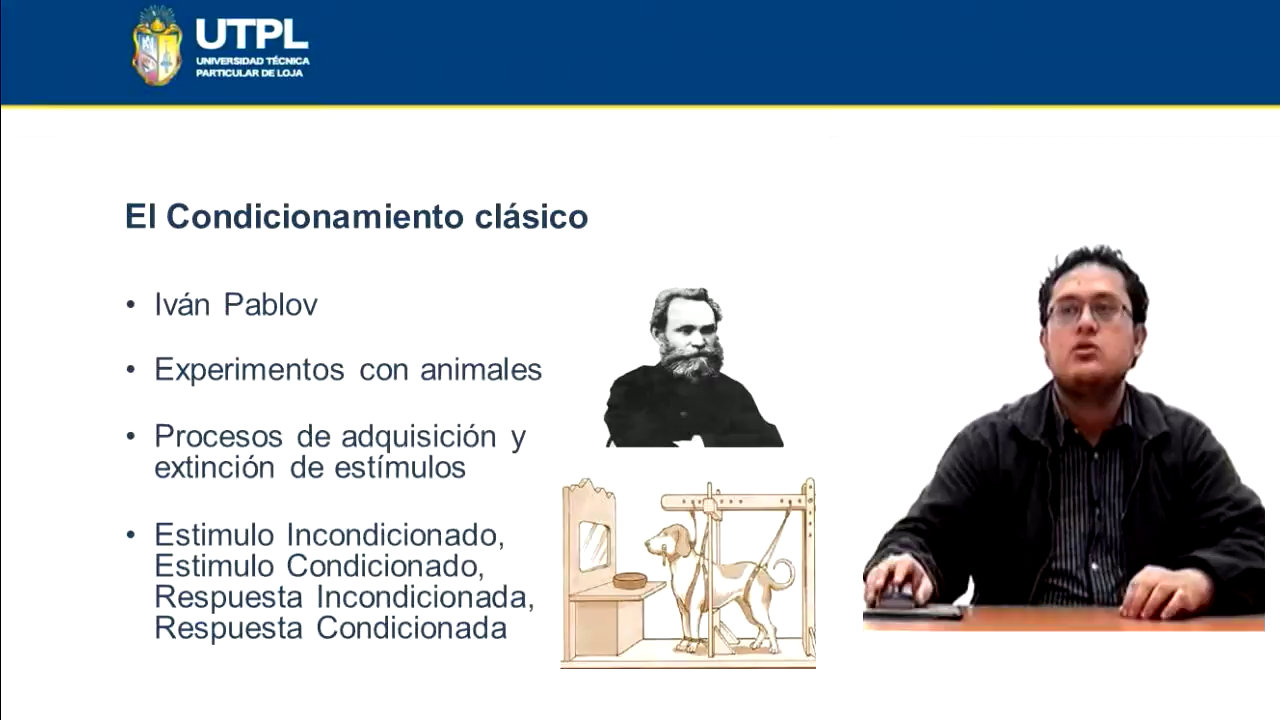 UTPL
UNIVERSIDAD TÉCNICA
PARTICULAR DE LOJA
El Condicionamiento clásico
• Iván Pablov
• Experimentos con animales
• Procesos de adquisición y
extinción de estímulos
• Estimulo Incondicionado,
Estimulo Condicionado,
Respuesta Incondicionada,
Respuesta Condicionada